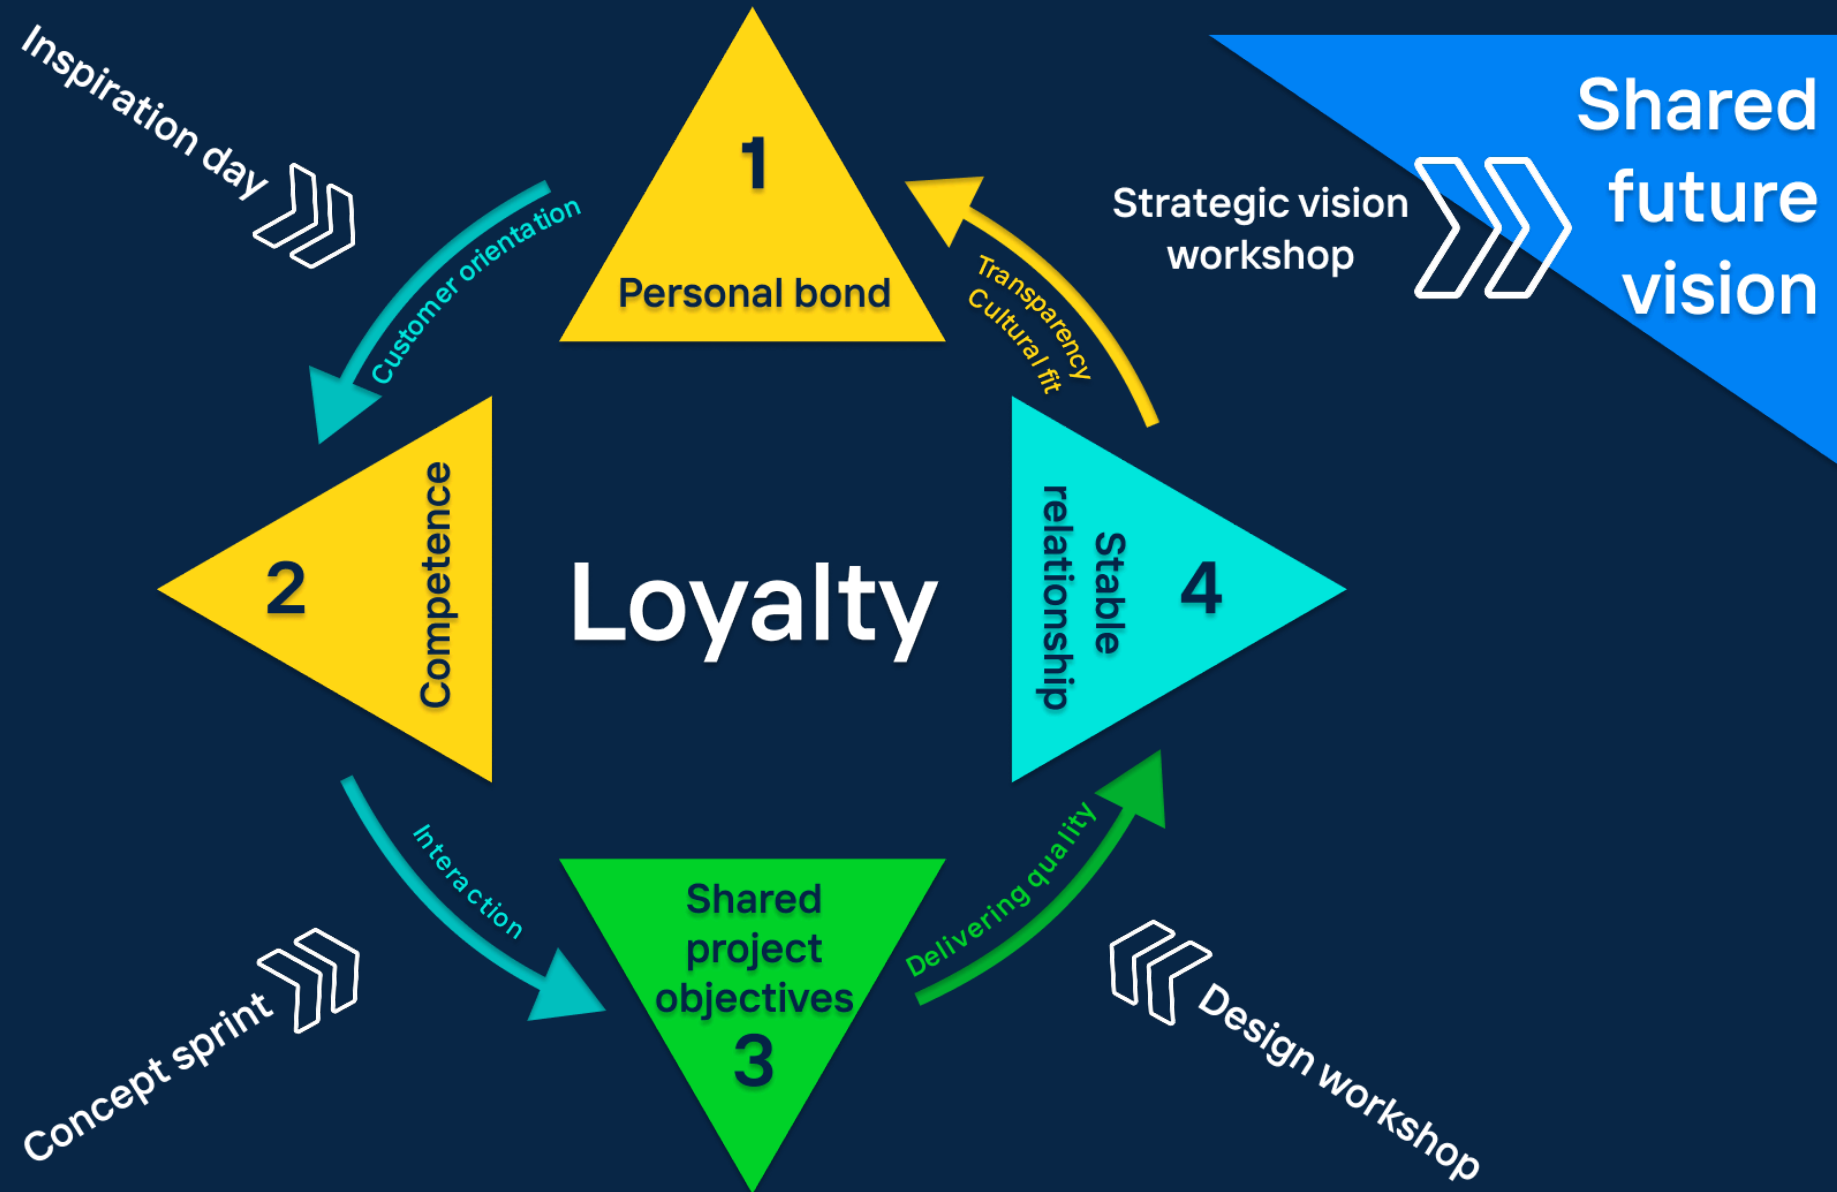 Inspiration day
1
Personal bond
Customer orientation
Transparency
Cultural fit
Strategic vision
workshop
Shared
future
vision
2
Competence
Loyalty
Stable
relationship
4
Interaction
Shared
project
objectives
3
Delivering quality
Concept sprint
Design workshop